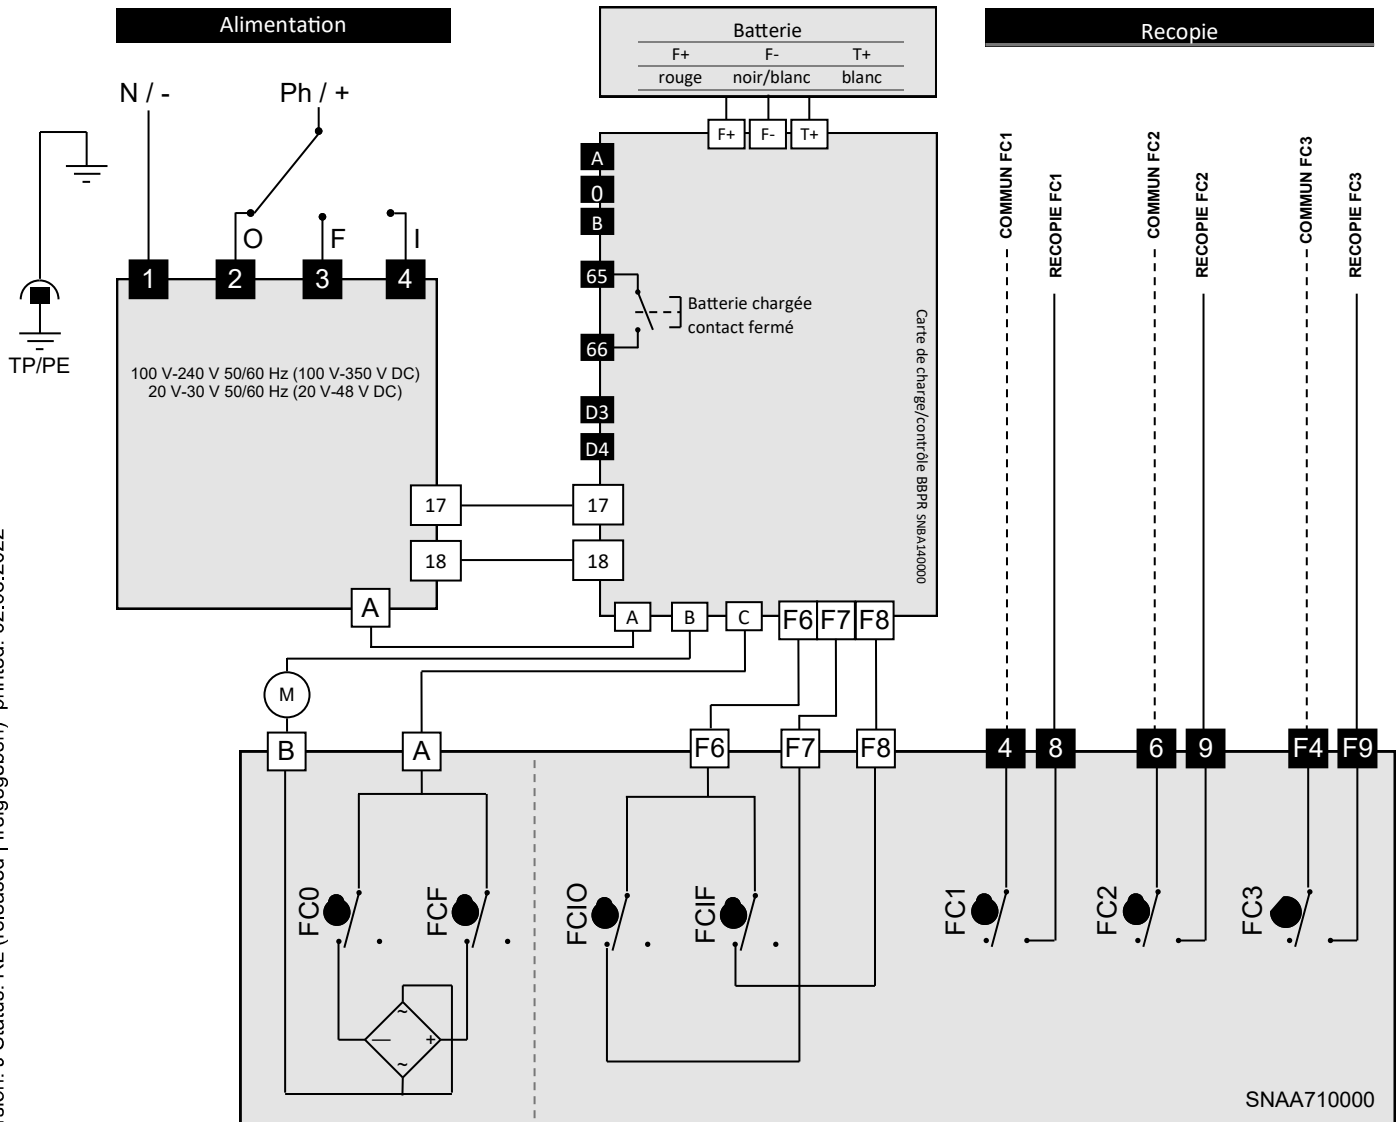 Alimentation
Batterie
F+ F- T+
rouge noir/blanc blanc
Recopie
N / -
Ph / +
F+ F- T+
A
0
B
65
66
Batterie chargée
contact fermé
D3
D4
17
18
Carte de charge/contrôle BBPR SNBA140000
COMMUN FC1
RECOPIE FC1
COMMUN FC2
RECOPIE FC2
COMMUN FC3
RECOPIE FC3
O F I
1 2 3 4
TP/PE
100 V-240 V 50/60 Hz (100 V-350 V DC)
20 V-30 V 50/60 Hz (20 V-48 V DC)
17
18
A
A B C F6 F7 F8
M
B A F6 F7 F8 4 8 6 9 F4 F9
FC0
FCF
FCIO
FCIF
FC1
FC2
FC3
~
— +
~
SNAA710000